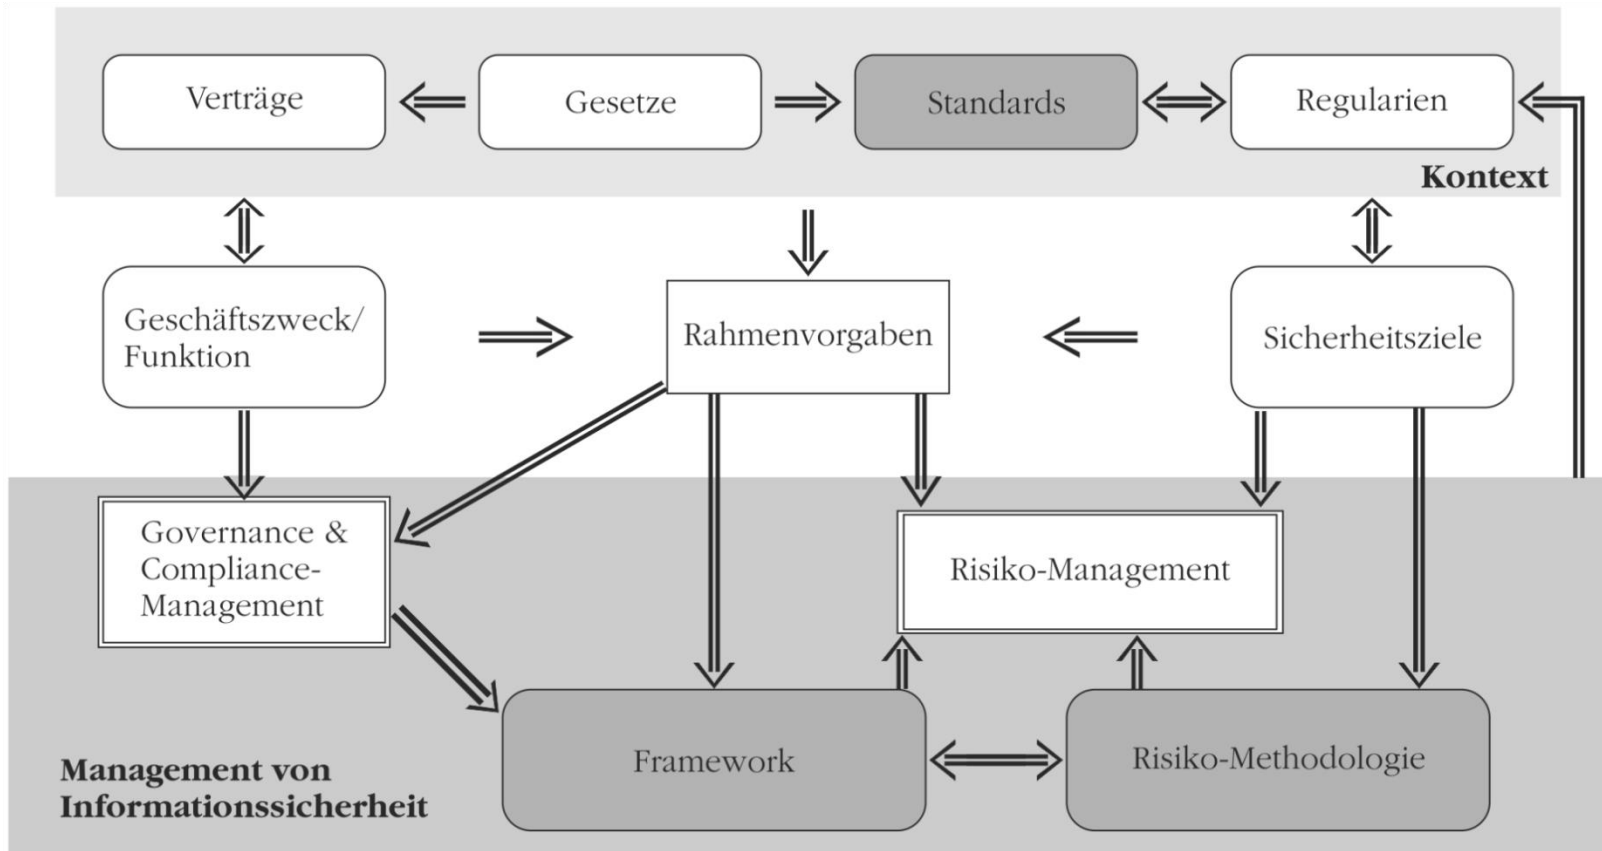 Verträge
Gesetze
Standards
Regularien
Kontext
Geschäftszweck/
Funktion
Rahmenvorgaben
Sicherheitsziele
Governance &
Compliance-
Management
Risiko-Management
Framework
Risiko-Methodologie
Management von
Informationssicherheit